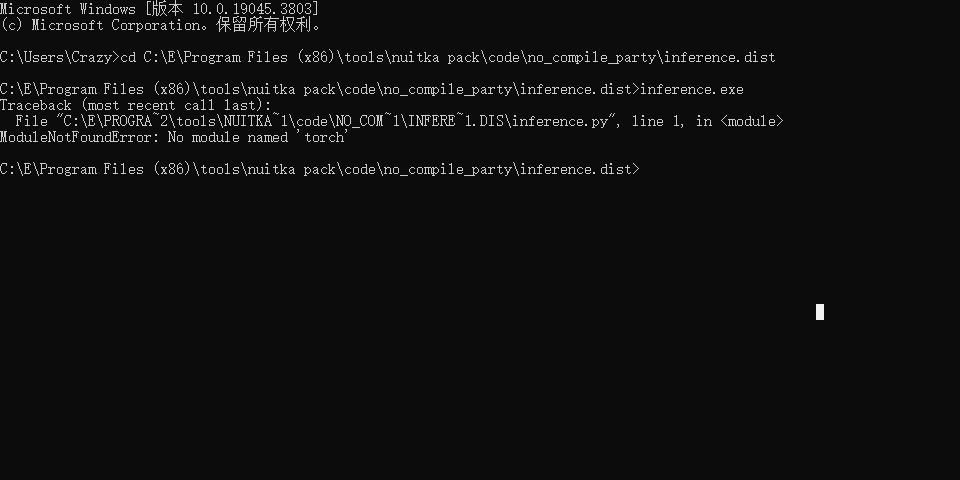 Microsoft Windows [版本 10.0.19045.3803]
(c) Microsoft Corporation。保留所有权利。
C:\Users\Crazy>cd C:\E\Program Files (x86)\tools\nuitka pack\code\no_compile_party\inference.dist
C:\E\Program Files (x86)\tools\nuitka pack\code\no_compile_party\inference.dist>inference.exe
Traceback (most recent call last):
  File "C:\E\PROGRA~2\tools\NUITKA~1\code\NO_COM~1\INFERE~1.DIS\inference.py", line 1, in <module>
ModuleNotFoundError: No module named 'torch'
C:\E\Program Files (x86)\tools\nuitka pack\code\no_compile_party\inference.dist>